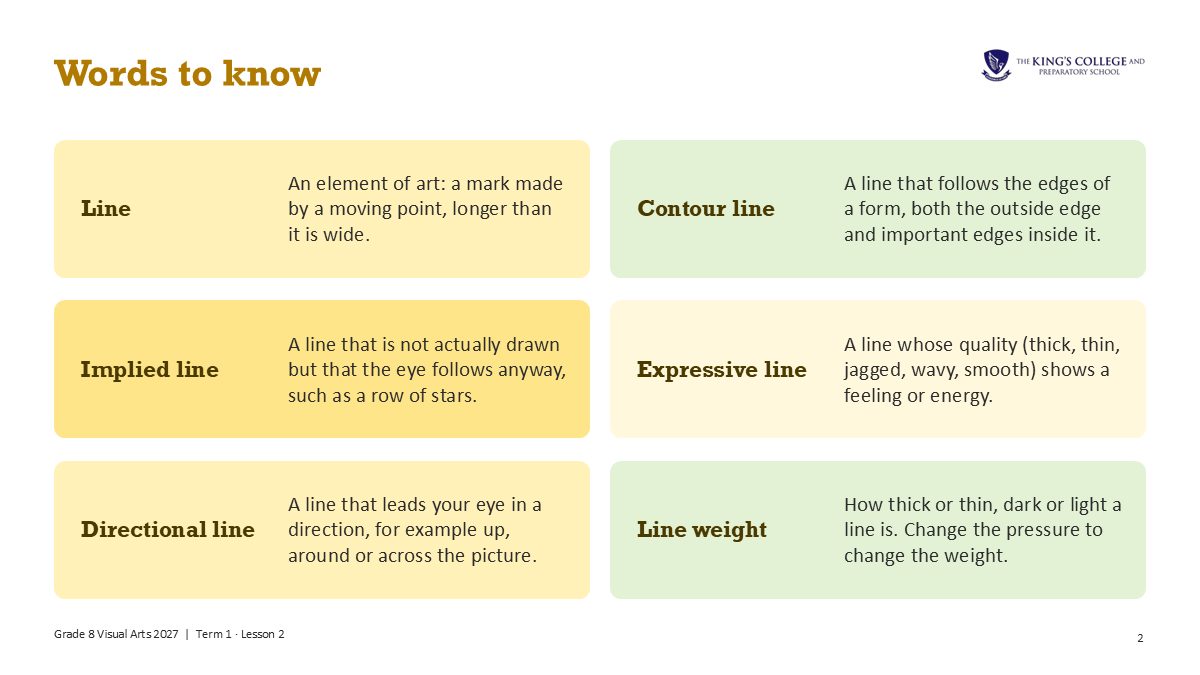 Words to know
THE KING'S COLLEGE AND
PREPARATORY SCHOOL
Line
An element of art: a mark made
by a moving point, longer than
it is wide.
Contour line
A line that follows the edges of
a form, both the outside edge
and important edges inside it.
Implied line
A line that is not actually drawn
but that the eye follows anyway,
such as a row of stars.
Expressive line
A line whose quality (thick, thin,
jagged, wavy, smooth) shows a
feeling or energy.
Directional line
A line that leads your eye in a
direction, for example up,
around or across the picture.
Line weight
How thick or thin, dark or light a
line is. Change the pressure to
change the weight.
Grade 8 Visual Arts 2027 | Term 1 · Lesson 2
2